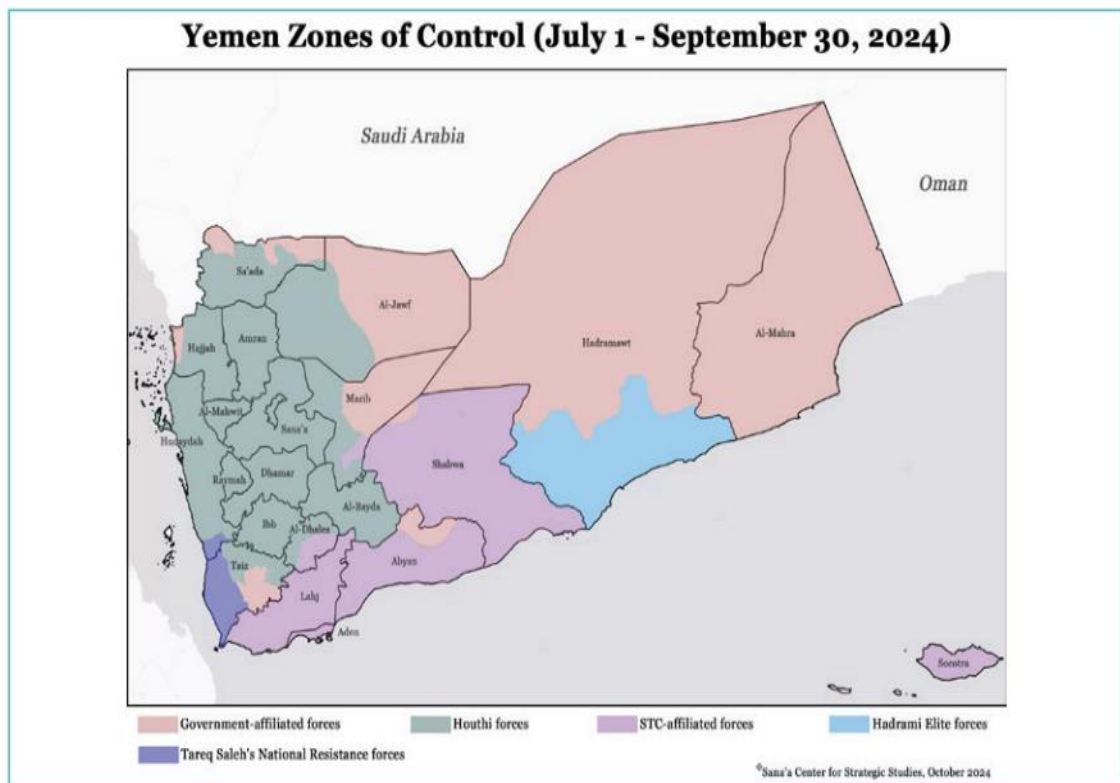 Yemen Zones of Control (July 1 - September 30, 2024)
Saudi Arabia
Oman
Sa'ada
Al-Jawf
Hajjah
Amran
Hadramawt
Al-Mahra
Marib
Al-Mahwit
Sana'a
Hudaydah
Shabwa
Raymah
Dhamar
Al-Bayda
Ibb
Al-Dhalea
Taiz
Abyan
Lahj
Aden
Socotra
Government-affiliated forces
Houthi forces
STC-affiliated forces
Hadrami Elite forces
Tareq Saleh's National Resistance forces
©Sana'a Center for Strategic Studies, October 2024